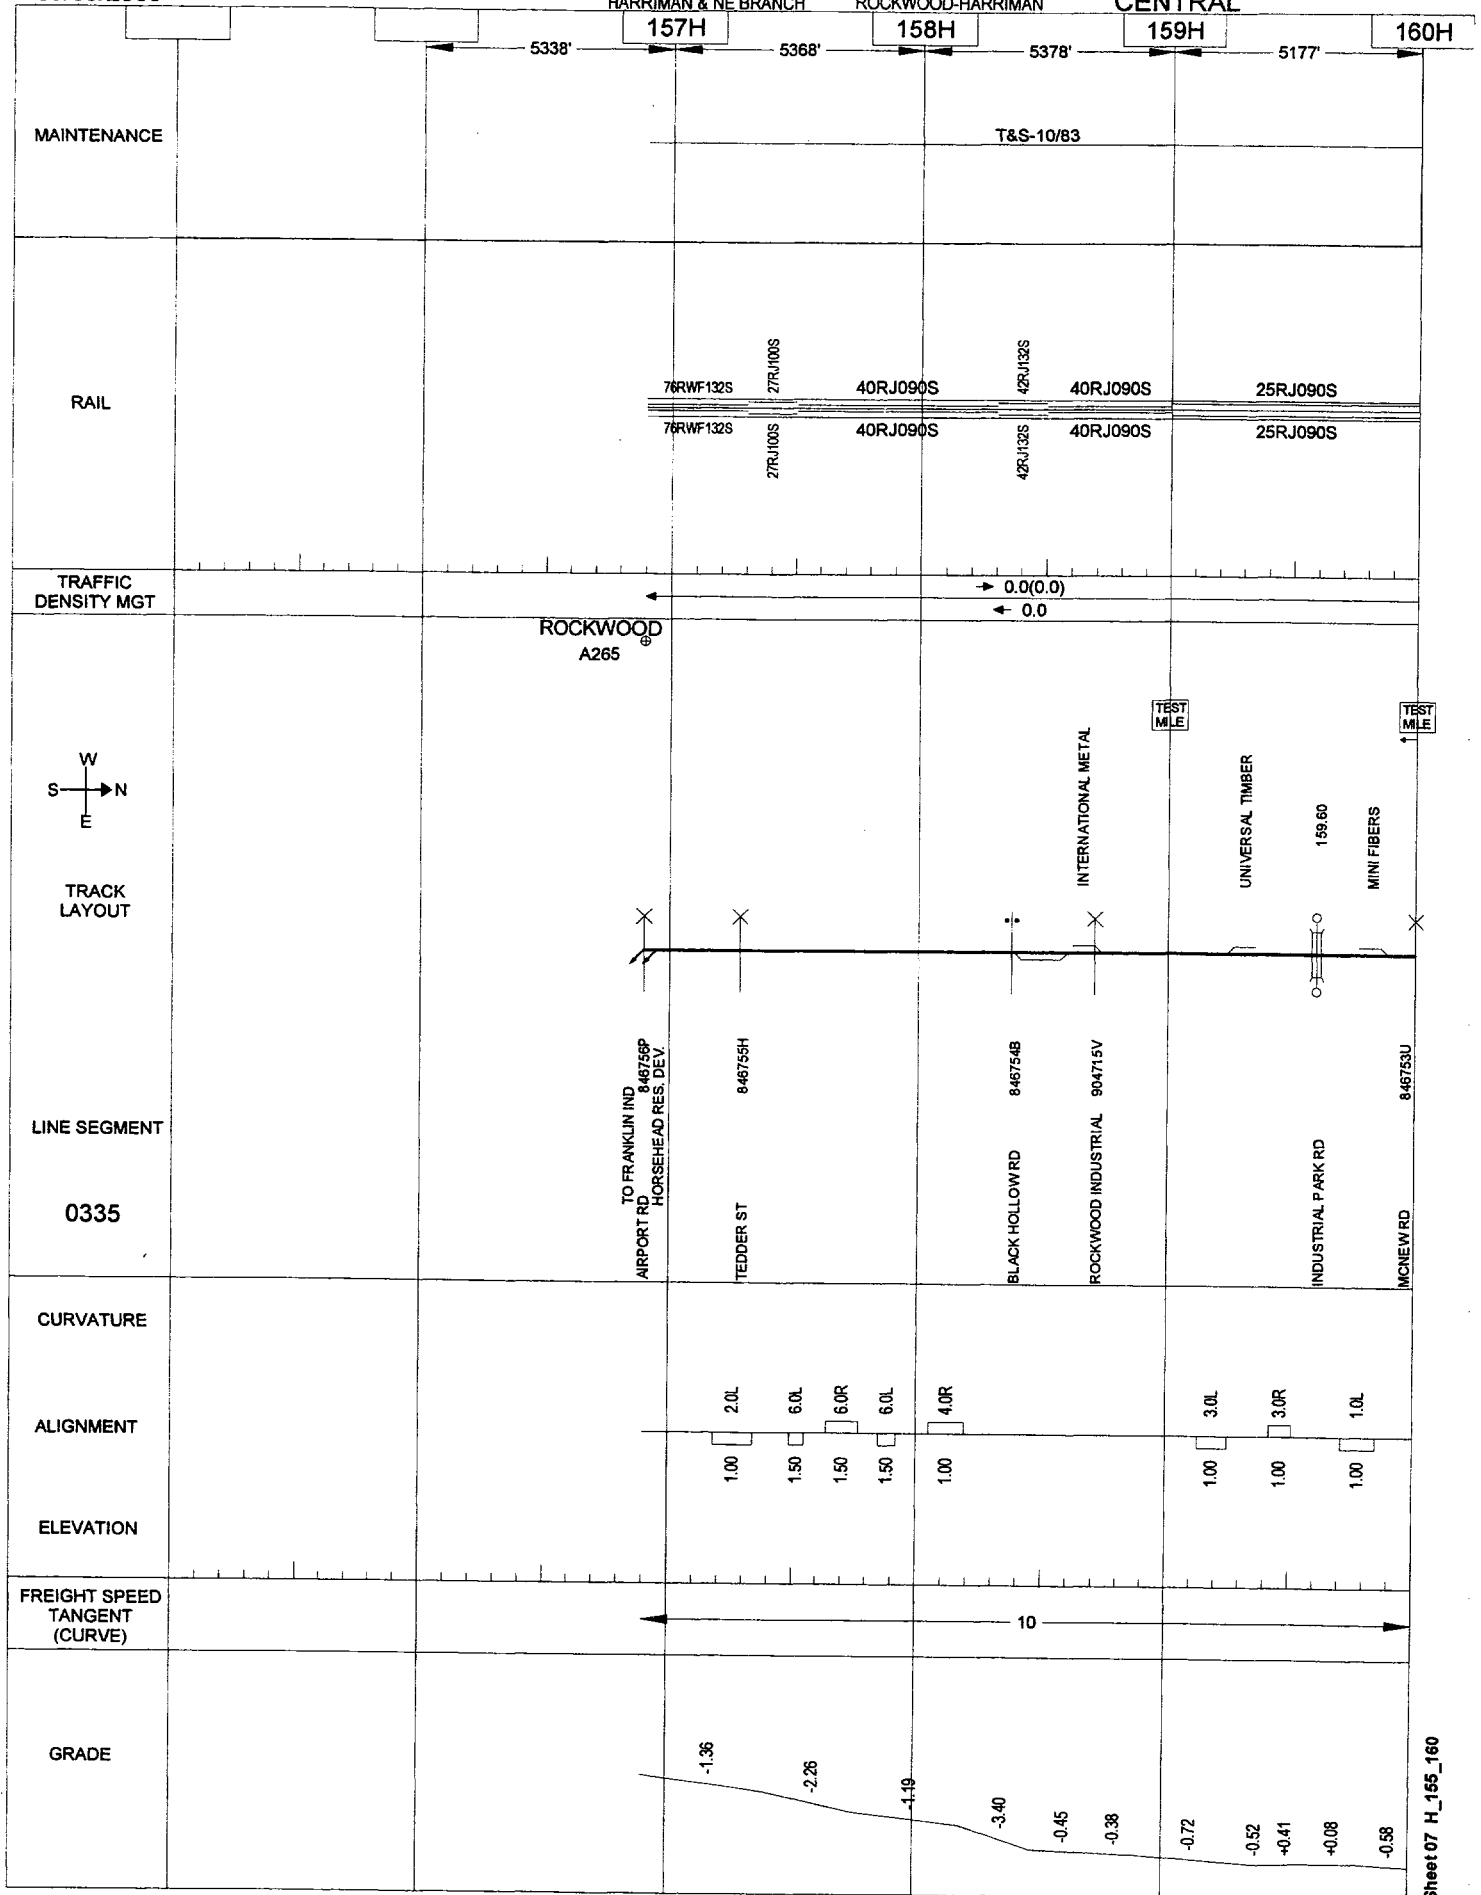 HARRIMAN & NE BRANCH ROCKWOOD-HARRIMAN CENTRAL
157H 158H 159H 160H
5338' 5368' 5378' 5177'
MAINTENANCE
T&S-10/83
RAIL
76RWF132S 27RJ100S 40RJ090S 42RJ132S 40RJ090S 25RJ090S
76RWF132S 27RJ100S 40RJ090S 42RJ132S 40RJ090S 25RJ090S
TRAFFIC
DENSITY MGT
0.0(0.0)
0.0
ROCKWOOD
A265
TEST
MILE
TEST
MILE
W
S N
E
INTERNATIONAL METAL
UNIVERSAL TIMBER
159.60
MINI FIBERS
TRACK
LAYOUT
LINE SEGMENT
0335
TO FRANKLIN IND
AIRPORT RD 846756P
HORSEHEAD RES. DEV.
TEDDER ST 846755H
BLACK HOLLOW RD 846754B
ROCKWOOD INDUSTRIAL 904715V
INDUSTRIAL PARK RD
MCNEW RD 846753U
CURVATURE
ALIGNMENT
2.0L 6.0L 6.0R 6.0L 4.0R 3.0L 3.0R 1.0L
1.00 1.50 1.50 1.50 1.00 1.00 1.00 1.00
ELEVATION
FREIGHT SPEED
TANGENT
(CURVE)
10
GRADE
-1.36 -2.26 -1.19 -3.40 -0.45 -0.38 -0.72 -0.52 +0.41 +0.08 -0.58
Sheet 07 H_155_160